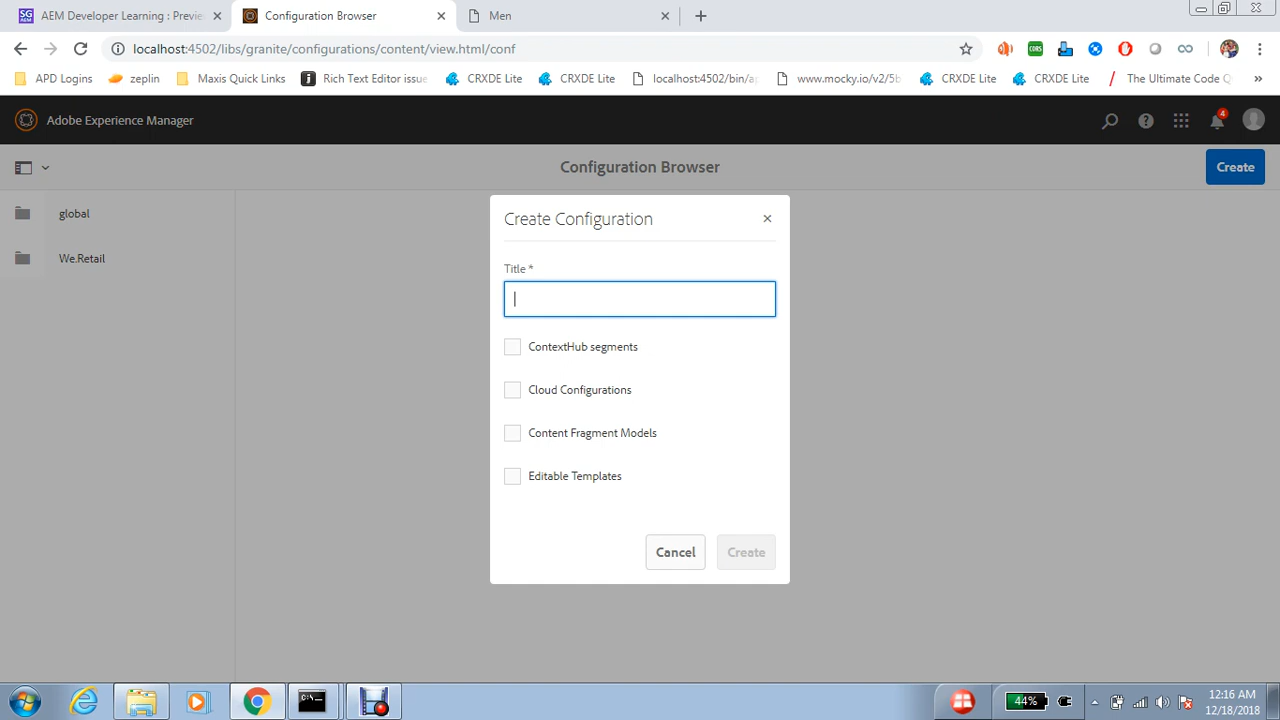 AEM Developer Learning : Previe
Configuration Browser
Men
localhost:4502/libs/granite/configurations/content/view.html/conf
APD Logins
zeplin
Maxis Quick Links
Rich Text Editor issue
CRXDE Lite
CRXDE Lite
localhost:4502/bin/a
www.mocky.io/v2/5b
CRXDE Lite
CRXDE Lite
The Ultimate Code Q
Adobe Experience Manager
4
Configuration Browser
Create
global
We.Retail
Create Configuration
Title *
ContextHub segments
Cloud Configurations
Content Fragment Models
Editable Templates
Cancel
Create
44%
12:16 AM
12/18/2018